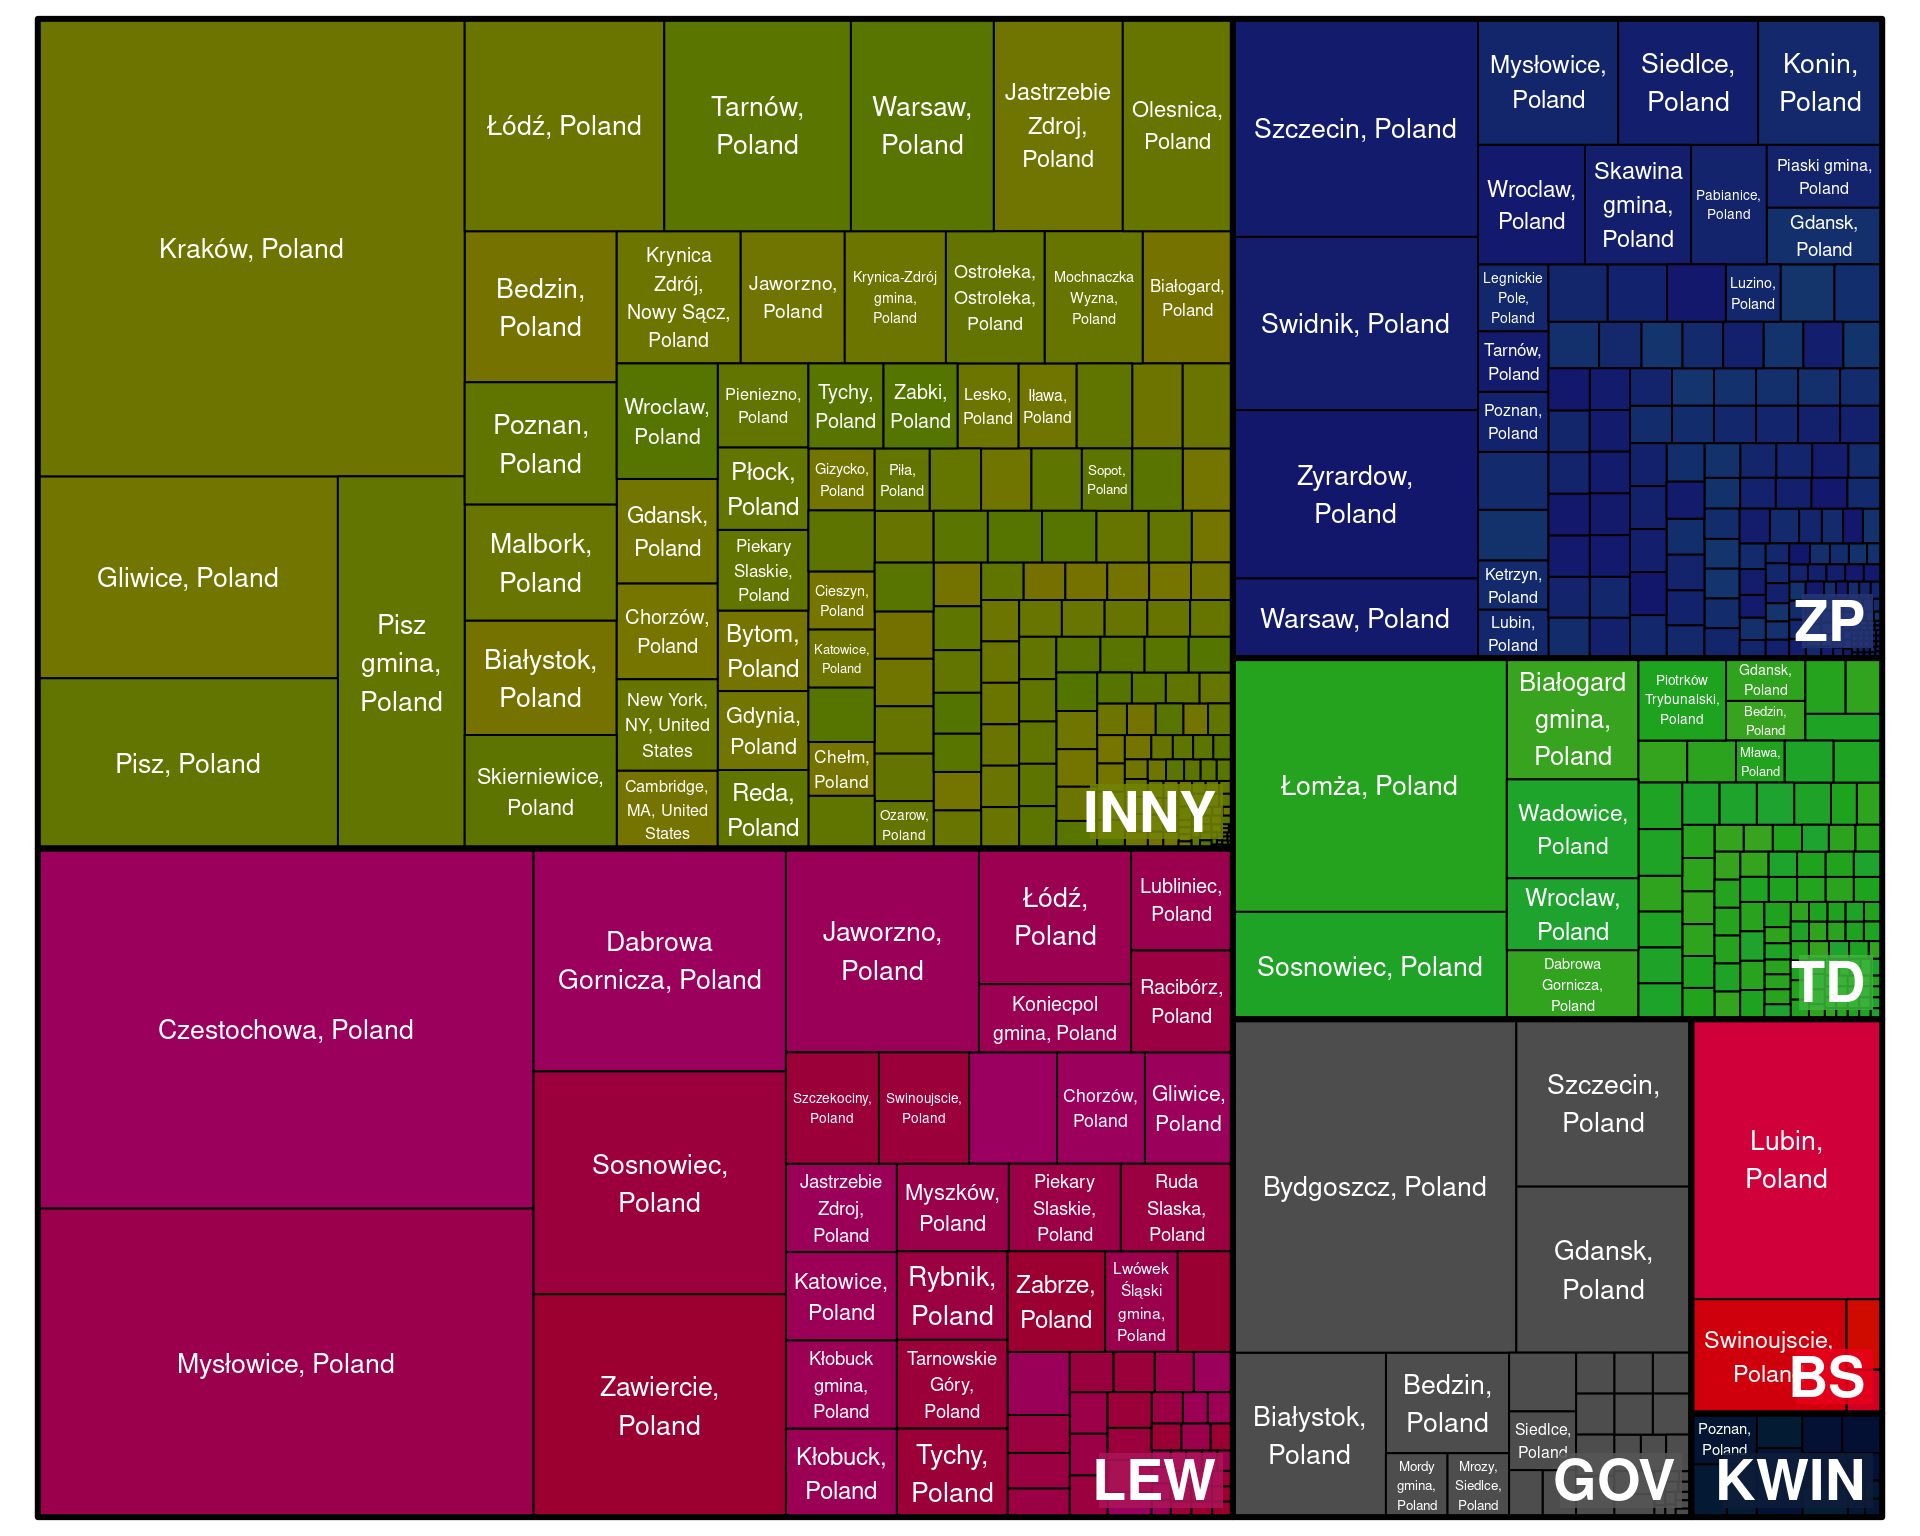 Kraków, Poland
Gliwice, Poland
Pisz, Poland
Pisz
gmina,
Poland
Łódź, Poland
Tarnów,
Poland
Warsaw,
Poland
Jastrzebie
Zdroj,
Poland
Olesnica,
Poland
Bedzin,
Poland
Poznan,
Poland
Malbork,
Poland
Białystok,
Poland
Skierniewice,
Poland
Krynica
Zdrój,
Nowy Sącz,
Poland
Jaworzno,
Poland
Krynica-Zdrój
gmina,
Poland
Ostrołeka,
Ostroleka,
Poland
Mochnaczka
Wyzna,
Poland
Białogard,
Poland
Wroclaw,
Poland
Gdansk,
Poland
Chorzów,
Poland
New York,
NY, United
States
Cambridge,
MA, United
States
Pieniezno,
Poland
Płock,
Poland
Piekary
Slaskie,
Poland
Bytom,
Poland
Gdynia,
Poland
Reda,
Poland
Tychy,
Poland
Zabki,
Poland
Lesko,
Poland
Iława,
Poland
Gizycko,
Poland
Piła,
Poland
Sopot,
Poland
Cieszyn,
Poland
Katowice,
Poland
Chełm,
Poland
Ozarow,
Poland
INNY
Czestochowa, Poland
Mysłowice, Poland
Dabrowa
Gornicza, Poland
Sosnowiec,
Poland
Zawiercie,
Poland
Jaworzno,
Poland
Łódź,
Poland
Koniecpol
gmina, Poland
Lubliniec,
Poland
Racibórz,
Poland
Szczekociny,
Poland
Swinoujscie,
Poland
Chorzów,
Poland
Gliwice,
Poland
Jastrzebie
Zdroj,
Poland
Myszków,
Poland
Piekary
Slaskie,
Poland
Ruda
Slaska,
Poland
Katowice,
Poland
Rybnik,
Poland
Zabrze,
Poland
Lwówek
Śląski
gmina,
Poland
Kłobuck
gmina,
Poland
Tarnowskie
Góry,
Poland
Kłobuck,
Poland
Tychy,
Poland
LEW
Szczecin, Poland
Swidnik, Poland
Zyrardow,
Poland
Warsaw, Poland
Mysłowice,
Poland
Siedlce,
Poland
Konin,
Poland
Wroclaw,
Poland
Skawina
gmina,
Poland
Pabianice,
Poland
Piaski gmina,
Poland
Gdansk,
Poland
Legnickie
Pole,
Poland
Luzino,
Poland
Tarnów,
Poland
Poznan,
Poland
Ketrzyn,
Poland
Lubin,
Poland
ZP
Łomża, Poland
Sosnowiec, Poland
Białogard
gmina,
Poland
Wadowice,
Poland
Wroclaw,
Poland
Dabrowa
Gornicza,
Poland
Piotrków
Trybunalski,
Poland
Gdansk,
Poland
Bedzin,
Poland
Mława,
Poland
TD
Bydgoszcz, Poland
Szczecin,
Poland
Gdansk,
Poland
Białystok,
Poland
Bedzin,
Poland
Mordy
gmina,
Poland
Mrozy,
Siedlce,
Poland
Siedlce,
Poland
GOV
Lubin,
Poland
Swinoujscie,
Poland
BS
Poznan,
Poland
KWIN